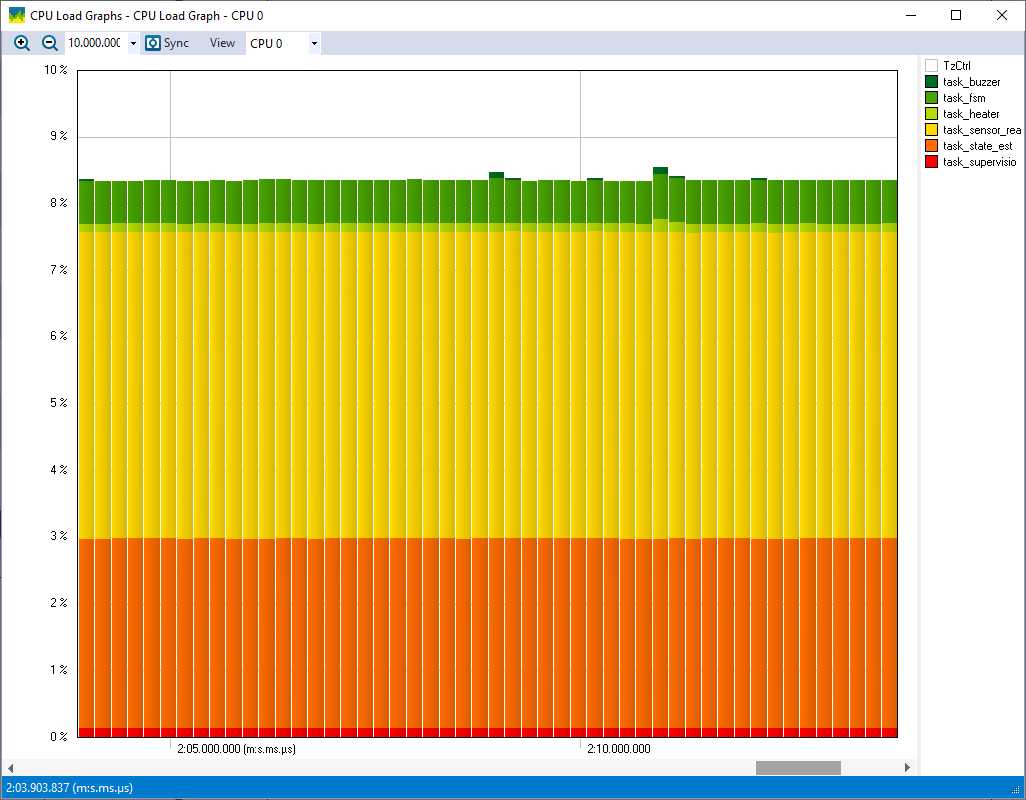 CPU Load Graphs - CPU Load Graph - CPU 0
10.000.000 Sync View CPU 0
10 %
9 %
8 %
7 %
6 %
5 %
4 %
3 %
2 %
1 %
0 %
2:05.000.000 (m:s.ms.µs) 2:10.000.000
TzCtrl
task_buzzer
task_fsm
task_heater
task_sensor_rea
task_state_est
task_supervisio
2:03.903.837 (m:s.ms.µs)